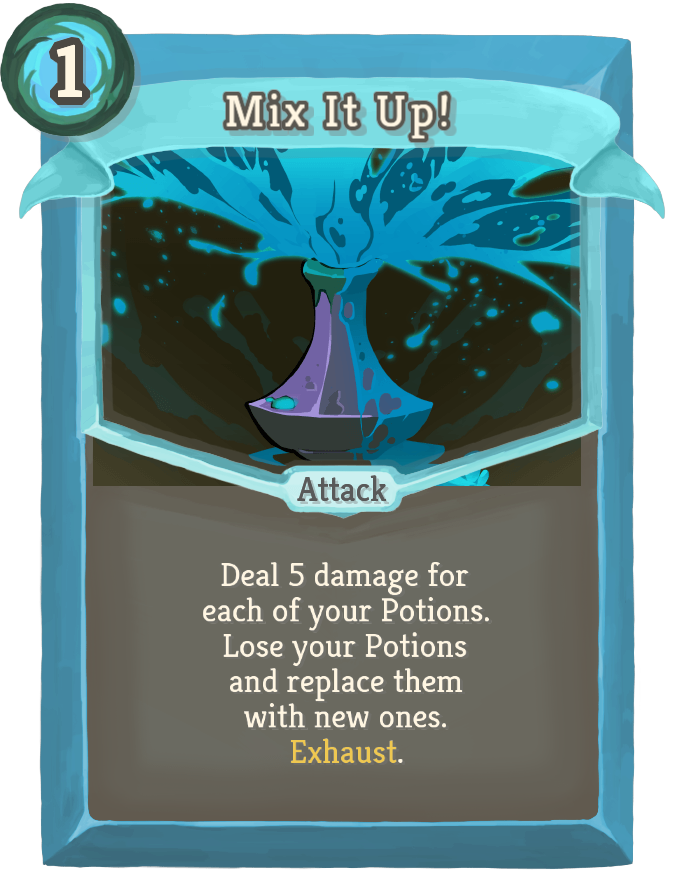 1
Mix It Up!
Attack
Deal 5 damage for
each of your Potions.
Lose your Potions
and replace them
with new ones.
Exhaust.